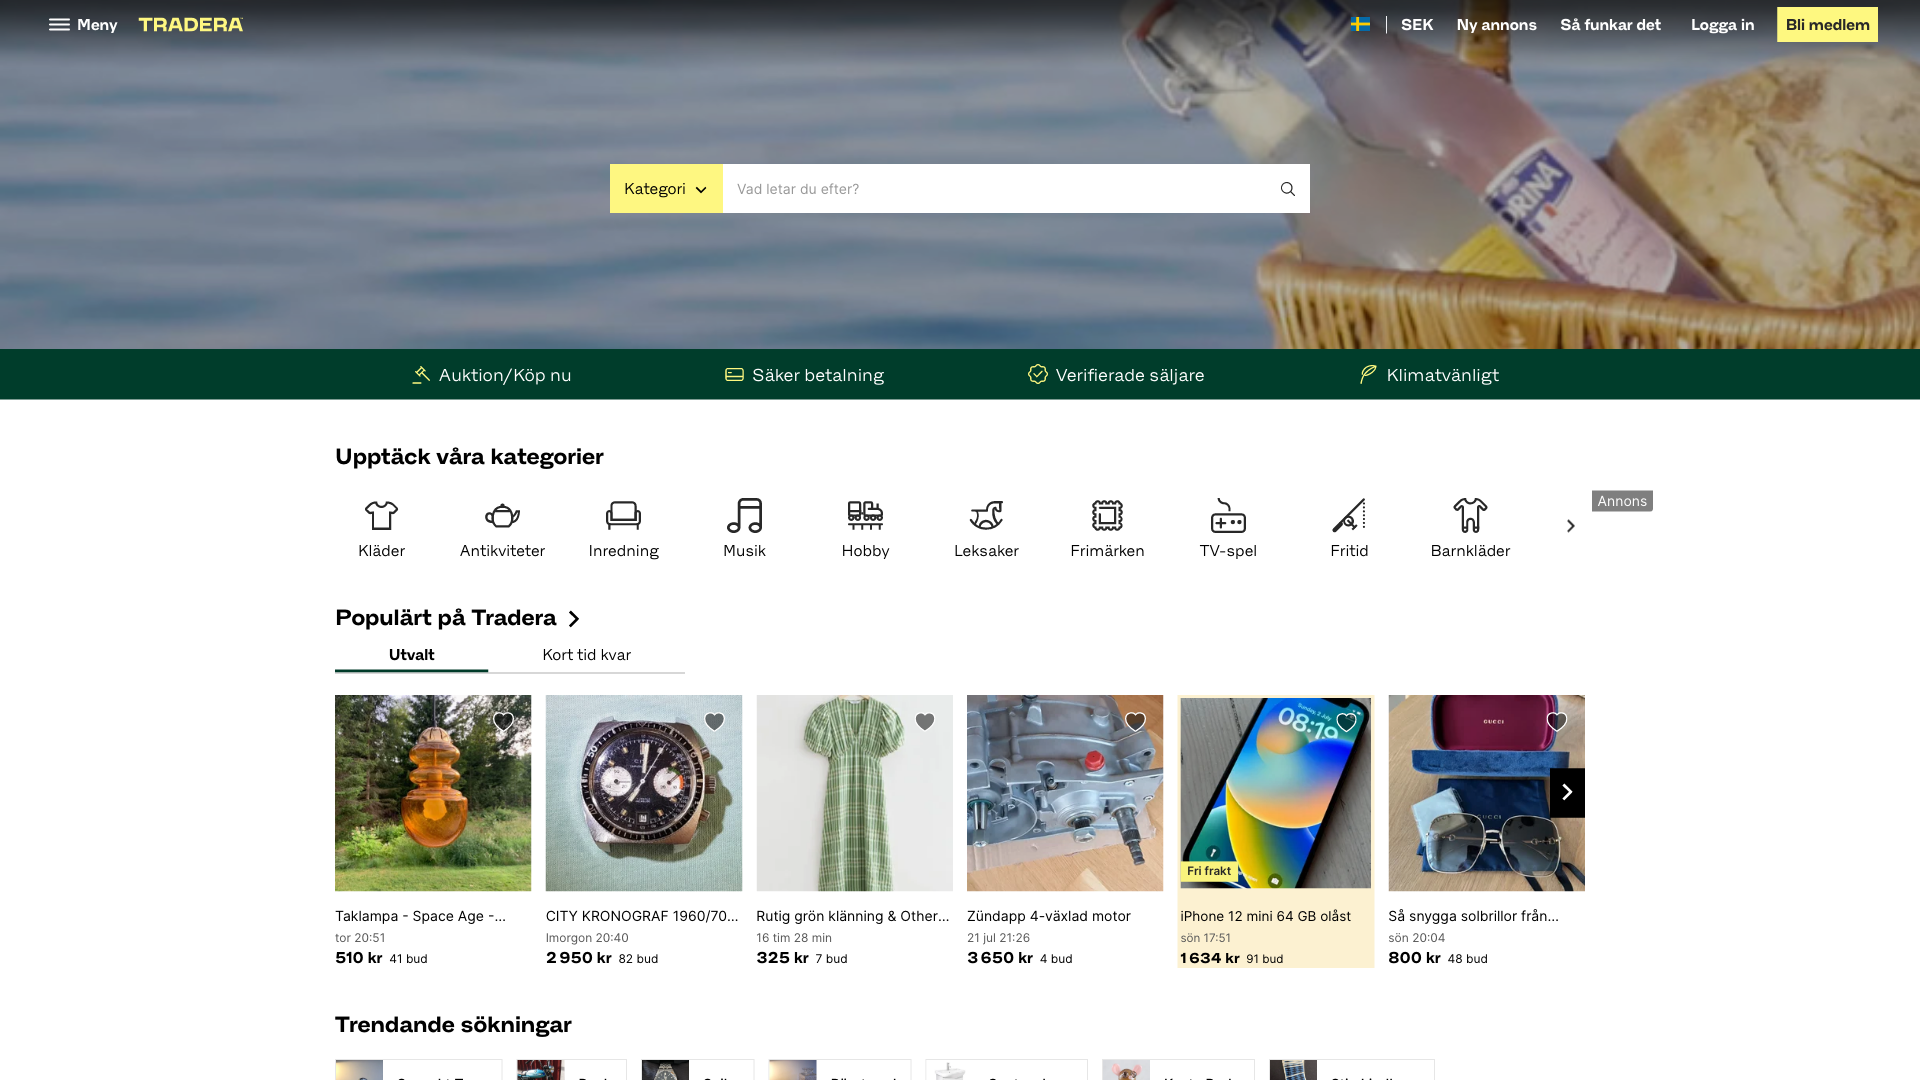 Meny
TRADERA
SEK
Ny annons
Så funkar det
Logga in
Bli medlem
Kategori
Vad letar du efter?
Auktion/Köp nu
Säker betalning
Verifierade säljare
Klimatvänligt
Upptäck våra kategorier
Kläder
Antikviteter
Inredning
Musik
Hobby
Leksaker
Frimärken
TV-spel
Fritid
Barnkläder
Annons
Populärt på Tradera
Utvalt
Kort tid kvar
Fri frakt
Taklampa - Space Age -...
tor 20:51
510 kr 41 bud
CITY KRONOGRAF 1960/70...
Imorgon 20:40
2 950 kr 82 bud
Rutig grön klänning & Other...
16 tim 28 min
325 kr 7 bud
Zündapp 4-växlad motor
21 jul 21:26
3 650 kr 4 bud
iPhone 12 mini 64 GB olåst
sön 17:51
1 634 kr 91 bud
Så snygga solbrillor från...
sön 20:04
800 kr 48 bud
Trendande sökningar